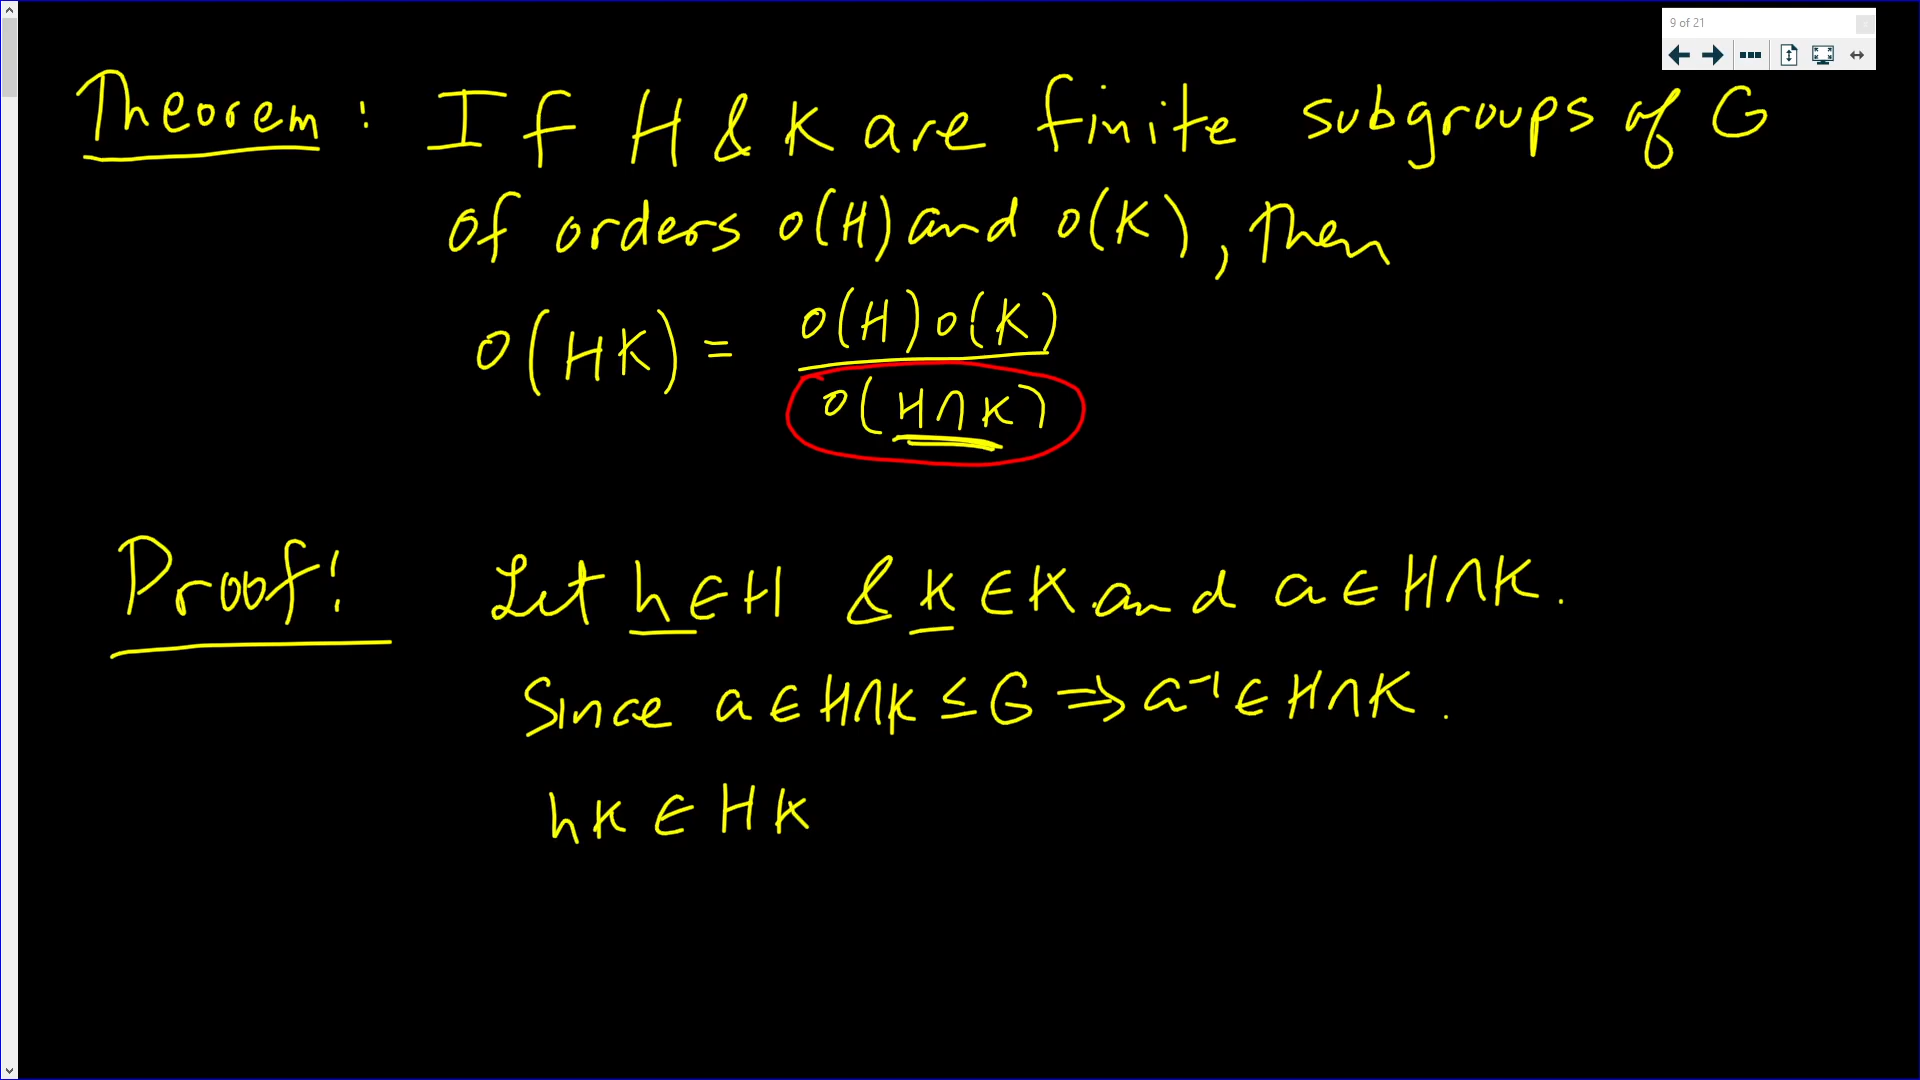 9 of 21
Theorem: If H & K are finite subgroups of G
of orders o(H) and o(K), then
o(HK) = o(H) o(K)
o(H∩K)
Proof: Let h∈H & k∈K and a∈H∩K.
Since a∈H∩K ≤ G ⇒ a⁻¹∈H∩K.
hk ∈ HK